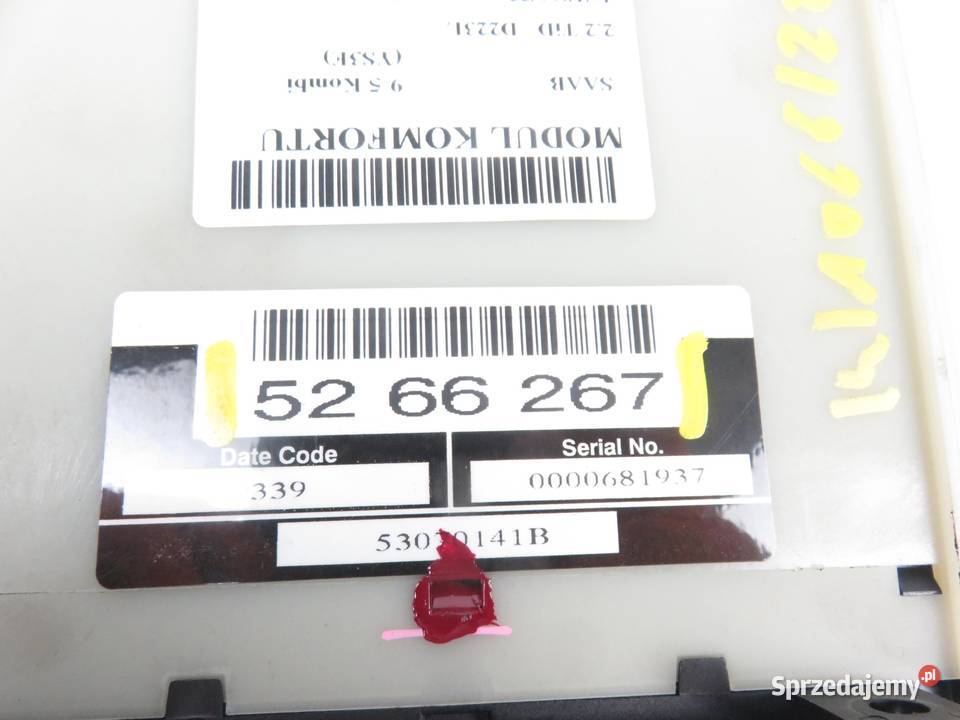 MODUL KOMFORTU
SAAB 9 5 Kombi
(YS3E)
2.2 TiD D223L
52 66 267
Date Code
339
Serial No.
0000681937
Sprzedajemy.pl